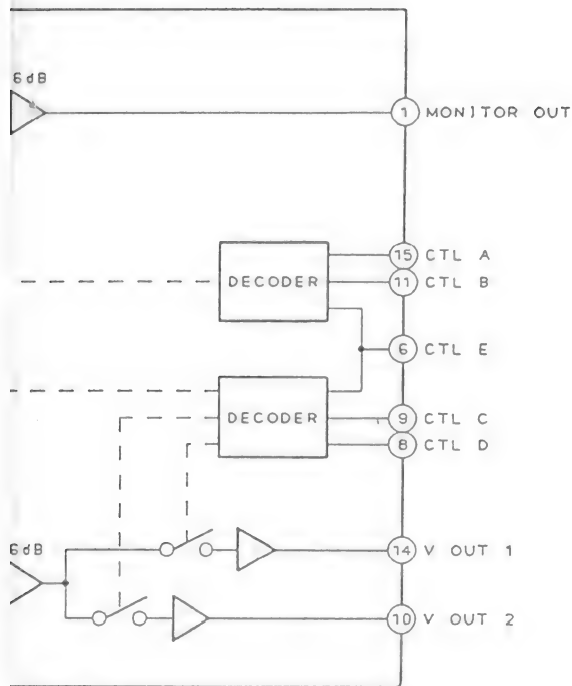 6dB
1 MONITOR OUT
15 CTL A
DECODER
11 CTL B
6 CTL E
DECODER
9 CTL C
8 CTL D
6dB
14 V OUT 1
10 V OUT 2